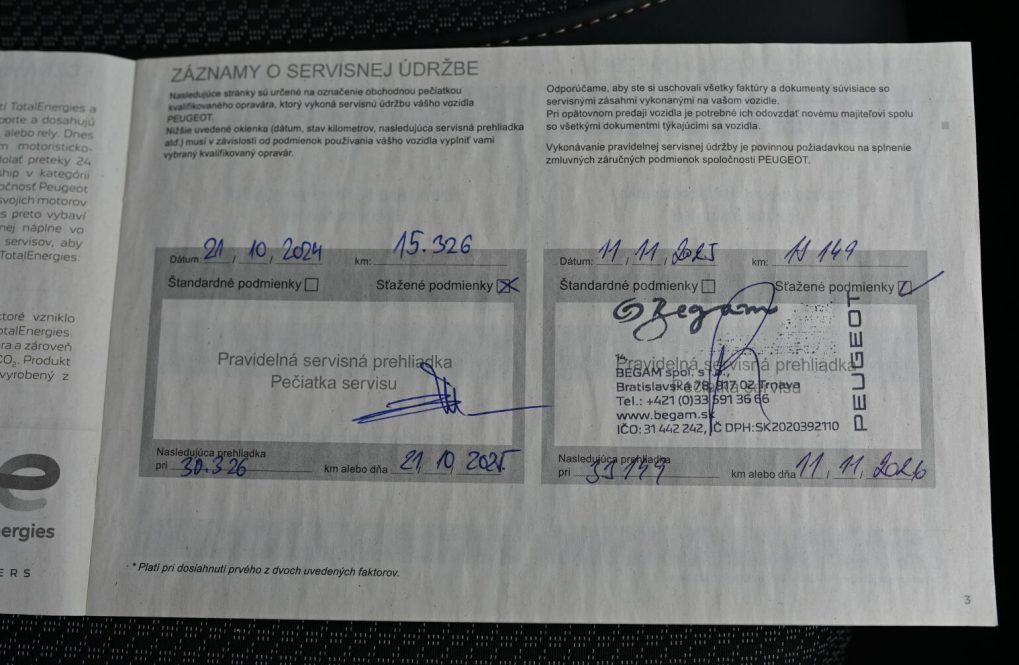 ti TotalEnergies a
porte a dosahujú
alebo rely. Dnes
m motoristicko-
dolať preteky 24
ship v kategórii
očnosť Peugeot
svojich motorov
s preto vybaví
nej náplne vo
servisov, aby
TotalEnergies:
ktoré vzniklo
otalEnergies.
ra a zároveň
CO₂. Produkt
vyrobený z
e
ergies
ERS
ZÁZNAMY O SERVISNEJ ÚDRŽBE
Nasledujúce stránky sú určené na označenie obchodnou pečiatkou
kvalifikovaného opravára, ktorý vykoná servisnú údržbu vášho vozidla
PEUGEOT.
Nižšie uvedené okienka (dátum, stav kilometrov, nasledujúca servisná prehliadka
atď.) musí v závislosti od podmienok používania vášho vozidla vyplniť vami
vybraný kvalifikovaný opravár.
Dátum: 21, 10, 2024 km: 15.326
Štandardné podmienky Sťažené podmienky
Pravidelná servisná prehliadka
Pečiatka servisu
Nasledujúca prehliadka
pri 30.326 km alebo dňa 21, 10, 2025
* Platí pri dosiahnutí prvého z dvoch uvedených faktorov.
Odporúčame, aby ste si uschovali všetky faktúry a dokumenty súvisiace so
servisnými zásahmi vykonanými na vašom vozidle.
Pri opätovnom predaji vozidla je potrebné ich odovzdať novému majiteľovi spolu
so všetkými dokumentmi týkajúcimi sa vozidla.
Vykonávanie pravidelnej servisnej údržby je povinnou požiadavkou na splnenie
zmluvných záručných podmienok spoločnosti PEUGEOT.
Dátum: 11, 11, 2025 km: 149
Štandardné podmienky Sťažené podmienky
Begam
14.
Pravidelná servisná prehliadka
BEGAM spol. s r.o.,
Bratislavská 78, 917 02 Trnava
Tel.: +421 (0)33 591 36 66
www.begam.sk
IČO: 31 442 242, IČ DPH:SK2020392110
PEUGEOT
Nasledujúca prehliadka
pri km alebo dňa 11, 11, 2026
3